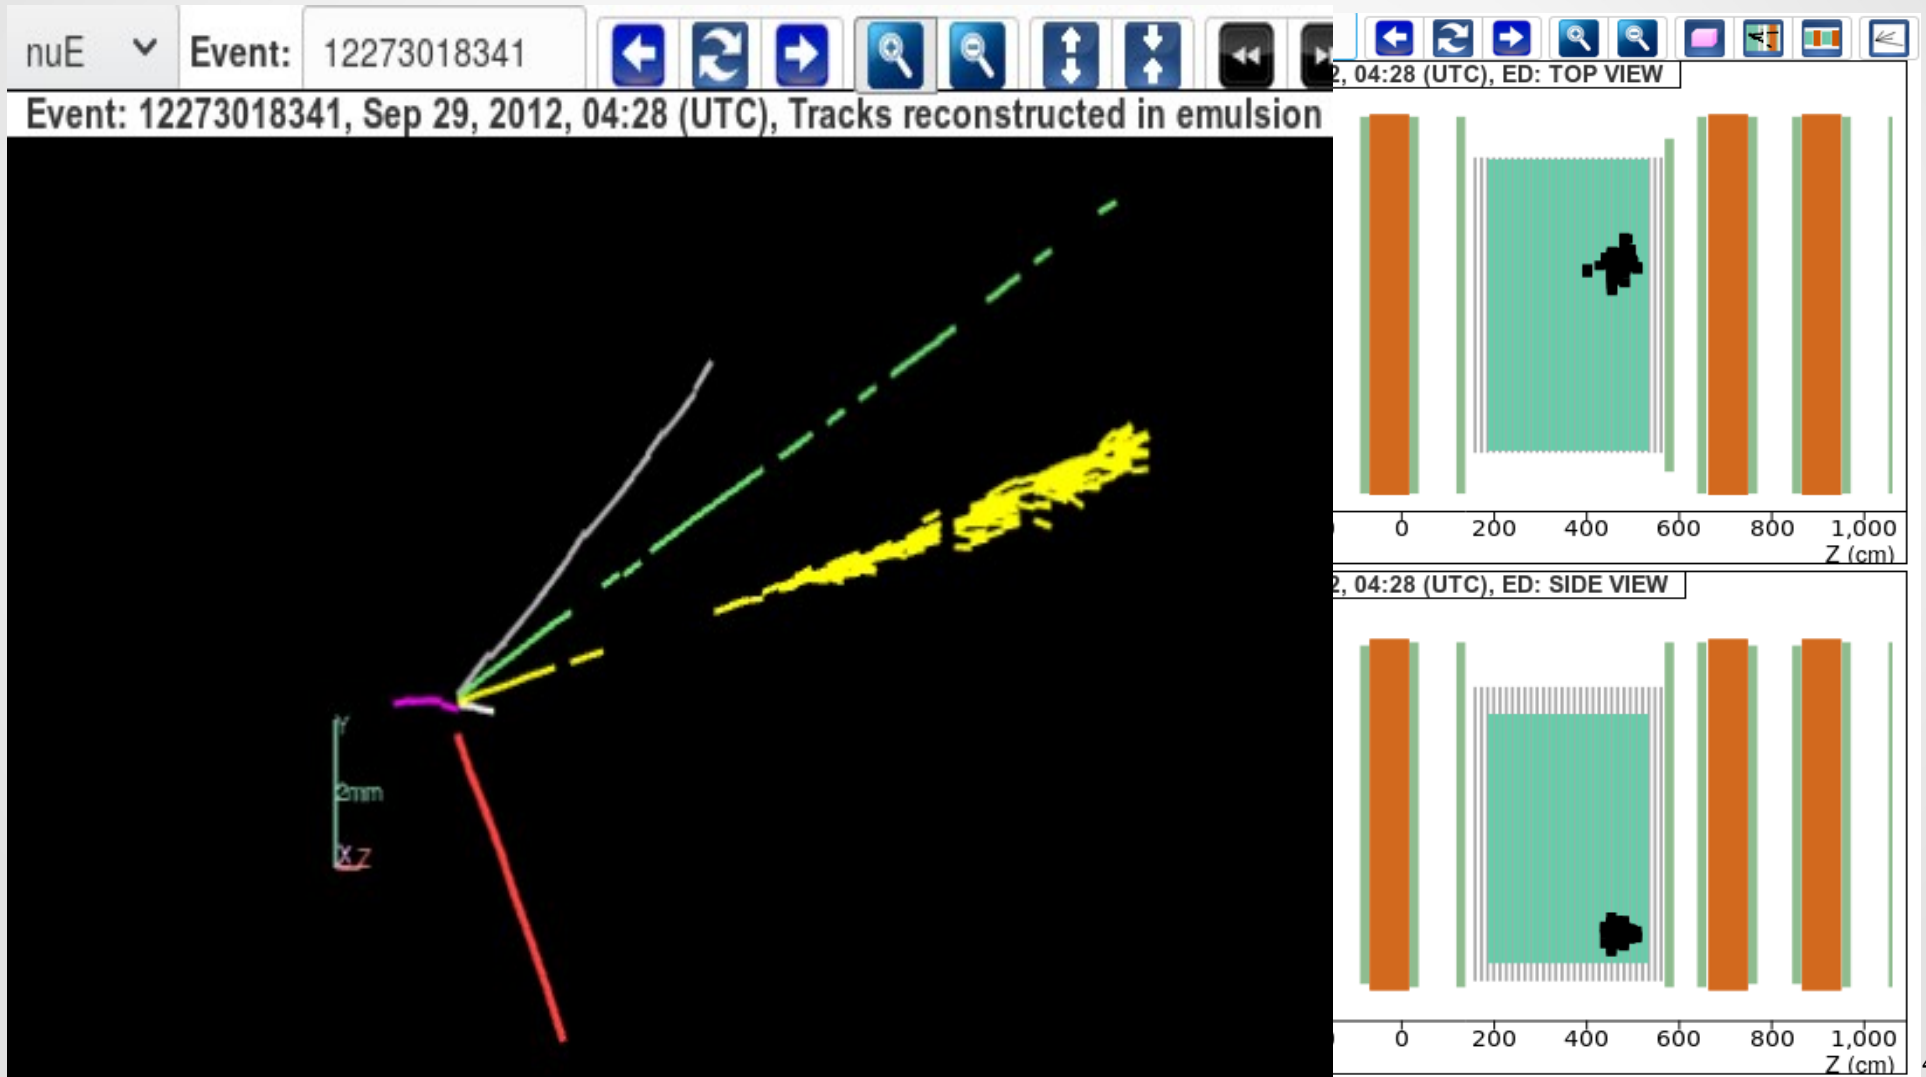 nuE Event: 12273018341
Event: 12273018341, Sep 29, 2012, 04:28 (UTC), Tracks reconstructed in emulsion
Y
2mm
X Z
2, 04:28 (UTC), ED: TOP VIEW
0 200 400 600 800 1,000
Z (cm)
2, 04:28 (UTC), ED: SIDE VIEW
0 200 400 600 800 1,000
Z (cm)